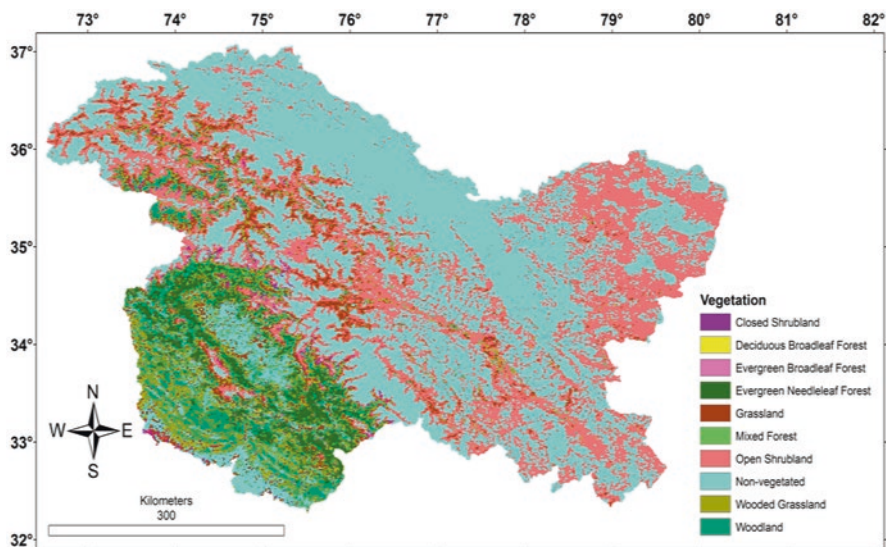 73° 74° 75° 76° 77° 78° 79° 80° 81° 82°
37°
36°
35°
34°
33°
32°
Vegetation
Closed Shrubland
Deciduous Broadleaf Forest
Evergreen Broadleaf Forest
Evergreen Needleleaf Forest
Grassland
Mixed Forest
Open Shrubland
Non-vegetated
Wooded Grassland
Woodland
N
W E
S
Kilometers
300